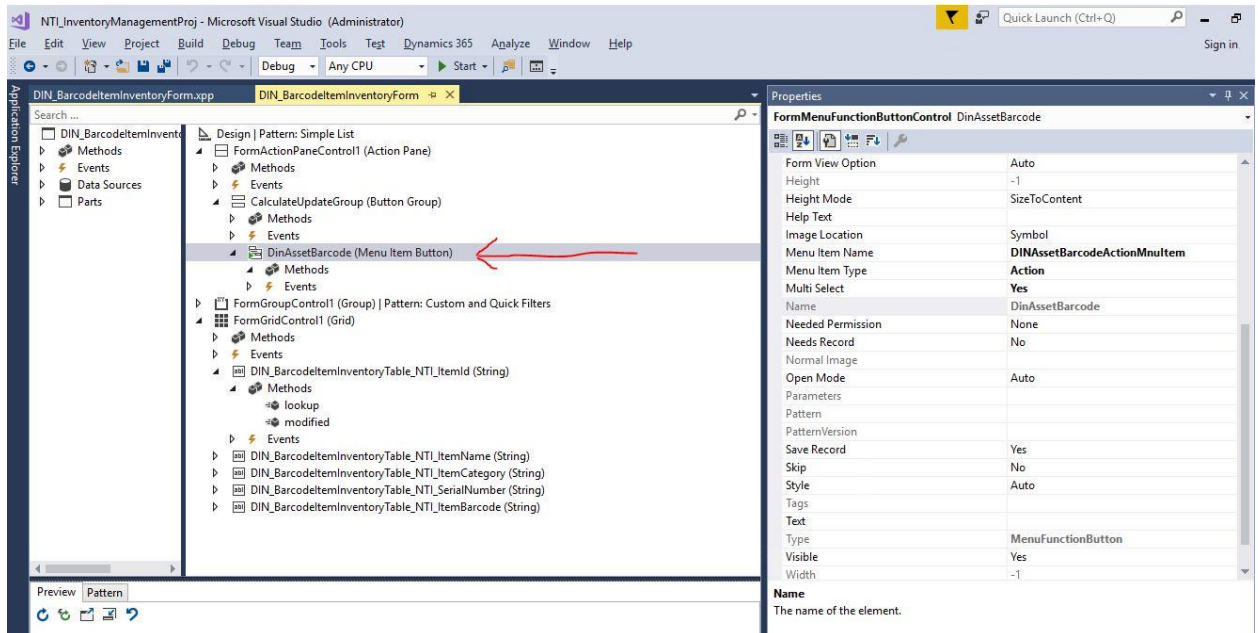 NTI_InventoryManagementProj - Microsoft Visual Studio (Administrator)
Quick Launch (Ctrl+Q)
File Edit View Project Build Debug Team Tools Test Dynamics 365 Analyze Window Help
Sign in
Debug Any CPU Start
Application Explorer
DIN_BarcodeItemInventoryForm.xpp
DIN_BarcodeItemInventoryForm
Search ...
DIN_BarcodeItemInvento
Methods
Events
Data Sources
Parts
Design | Pattern: Simple List
FormActionPaneControl1 (Action Pane)
Methods
Events
CalculateUpdateGroup (Button Group)
Methods
Events
DinAssetBarcode (Menu Item Button)
Methods
Events
FormGroupControl1 (Group) | Pattern: Custom and Quick Filters
FormGridControl1 (Grid)
Methods
Events
DIN_BarcodeItemInventoryTable_NTI_ItemId (String)
Methods
lookup
modified
Events
DIN_BarcodeItemInventoryTable_NTI_ItemName (String)
DIN_BarcodeItemInventoryTable_NTI_ItemCategory (String)
DIN_BarcodeItemInventoryTable_NTI_SerialNumber (String)
DIN_BarcodeItemInventoryTable_NTI_ItemBarcode (String)
Preview Pattern
Properties
FormMenuFunctionButtonControl DinAssetBarcode
Form View Option Auto
Height -1
Height Mode SizeToContent
Help Text
Image Location Symbol
Menu Item Name DINAssetBarcodeActionMnuItem
Menu Item Type Action
Multi Select Yes
Name DinAssetBarcode
Needed Permission None
Needs Record No
Normal Image
Open Mode Auto
Parameters
Pattern
PatternVersion
Save Record Yes
Skip No
Style Auto
Tags
Text
Type MenuFunctionButton
Visible Yes
Width -1
Name
The name of the element.